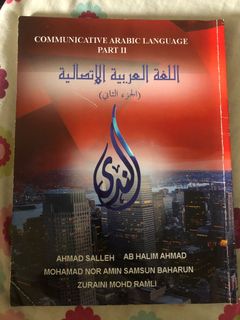 COMMUNICATIVE ARABIC LANGUAGE
PART II
اللغة العربية الإتصالية
(الجزء الثاني)
الندى
AHMAD SALLEH AB HALIM AHMAD
MOHAMAD NOR AMIN SAMSUN BAHARUN
ZURAINI MOHD RAMLI